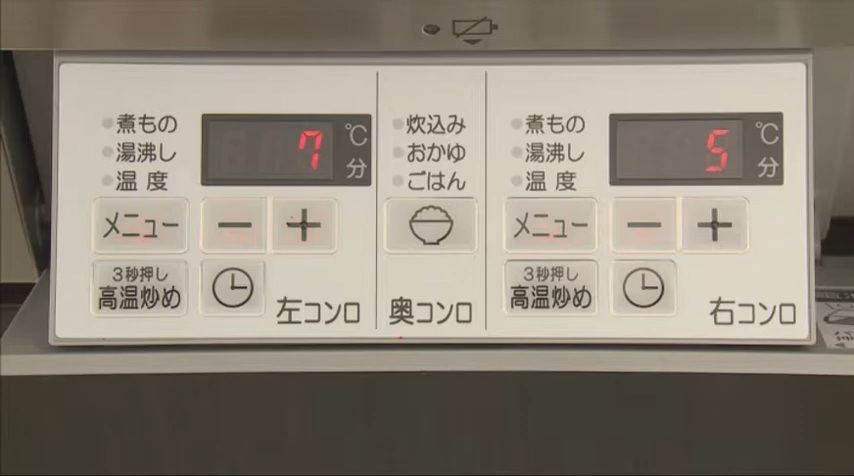 煮もの
湯沸し
温度
7
℃
分
メニュー
－
＋
3秒押し
高温炒め
左コンロ
炊込み
おかゆ
ごはん
奥コンロ
煮もの
湯沸し
温度
5
℃
分
メニュー
－
＋
3秒押し
高温炒め
右コンロ